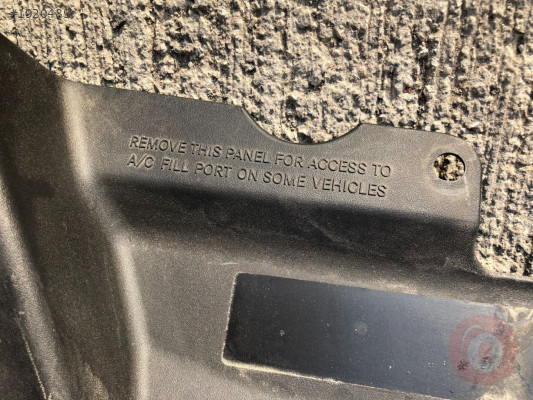 REMOVE THIS PANEL FOR ACCESS TO
A/C FILL PORT ON SOME VEHICLES